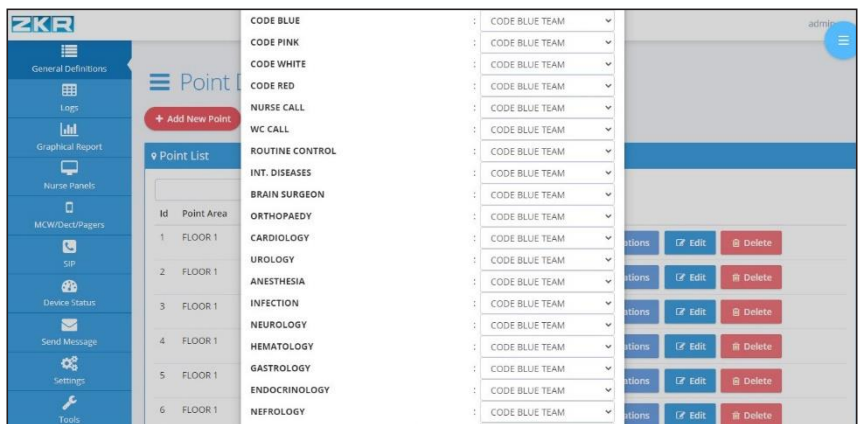 ZKR
admin
General Definitions
Logs
Graphical Report
Nurse Panels
MCW/Dect/Pagers
SIP
Device Status
Send Message
Settings
Tools
Point
+ Add New Point
Point List
Id Point Area
1 FLOOR 1
2 FLOOR 1
3 FLOOR 1
4 FLOOR 1
5 FLOOR 1
6 FLOOR 1
CODE BLUE : CODE BLUE TEAM
CODE PINK : CODE BLUE TEAM
CODE WHITE : CODE BLUE TEAM
CODE RED : CODE BLUE TEAM
NURSE CALL : CODE BLUE TEAM
WC CALL : CODE BLUE TEAM
ROUTINE CONTROL : CODE BLUE TEAM
INT. DISEASES : CODE BLUE TEAM
BRAIN SURGEON : CODE BLUE TEAM
ORTHOPAEDY : CODE BLUE TEAM
CARDIOLOGY : CODE BLUE TEAM
UROLOGY : CODE BLUE TEAM
ANESTHESIA : CODE BLUE TEAM
INFECTION : CODE BLUE TEAM
NEUROLOGY : CODE BLUE TEAM
HEMATOLOGY : CODE BLUE TEAM
GASTROLOGY : CODE BLUE TEAM
ENDOCRINOLOGY : CODE BLUE TEAM
NEFROLOGY : CODE BLUE TEAM
ations Edit Delete
ations Edit Delete
ations Edit Delete
ations Edit Delete
ations Edit Delete
ations Edit Delete